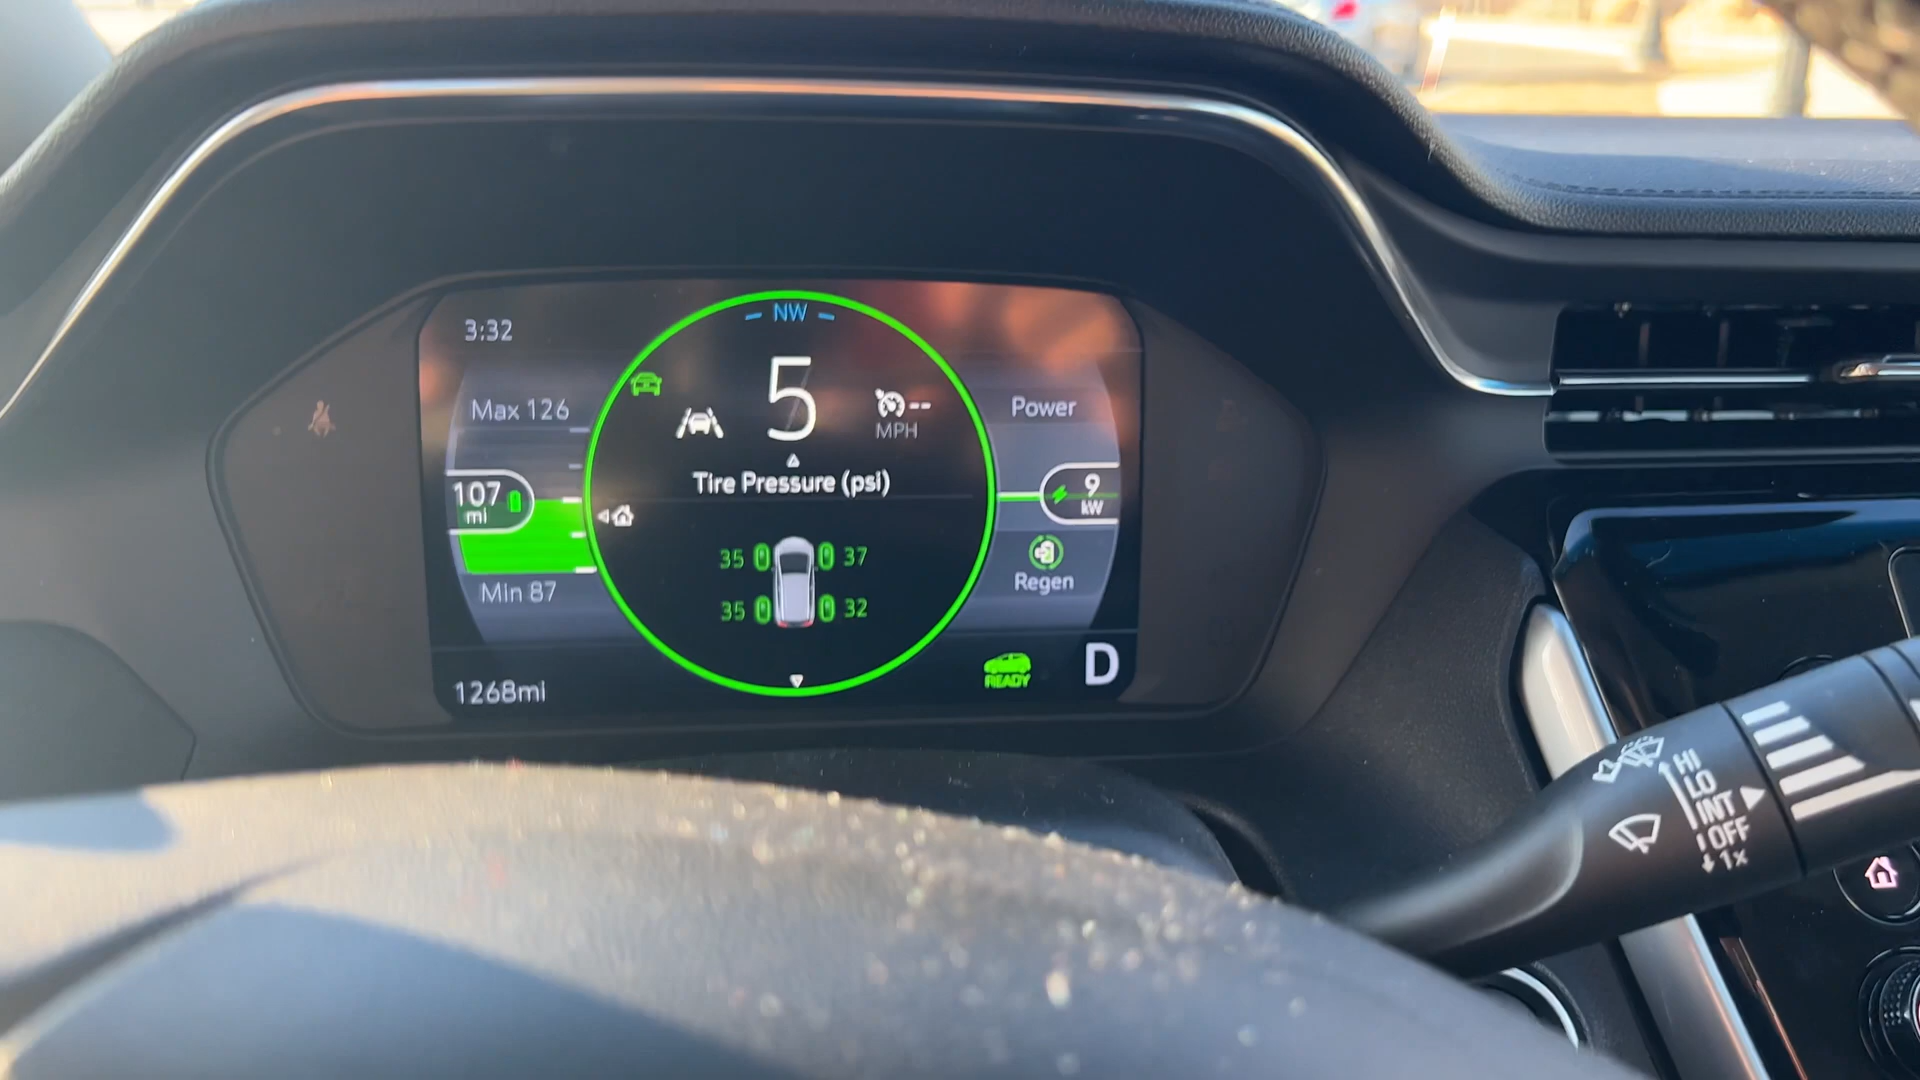 NW
3:32
5
Max 126
--
MPH
Power
Tire Pressure (psi)
107
mi
9
kW
35
37
Regen
Min 87
35
32
READY
D
1268mi
HI
LO
INT
OFF
1x